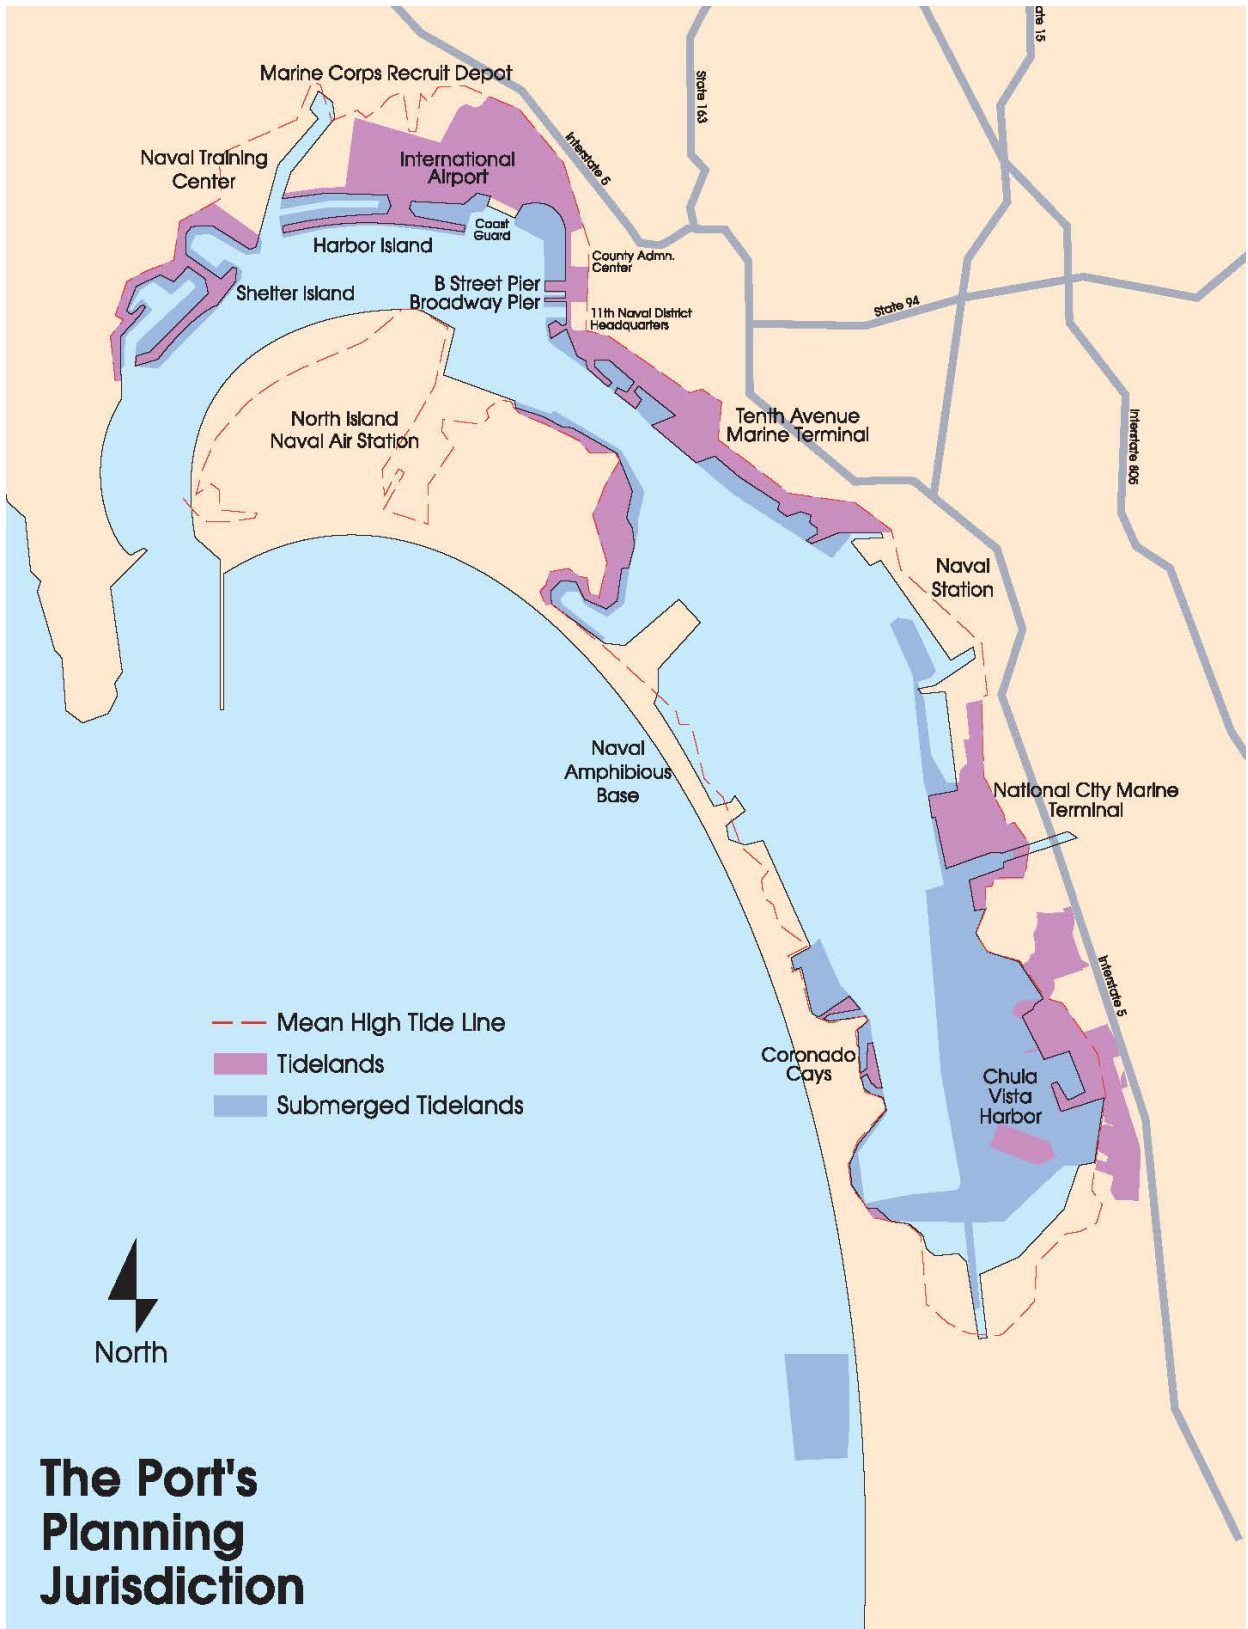 ate 15
Marine Corps Recruit Depot
State 163
Interstate 5
Naval Training
Center
International
Airport
Coast
Guard
Harbor Island
County Admn.
Center
B Street Pier
Broadway Pier
Shelter Island
State 94
11th Naval District
Headquarters
North Island
Naval Air Station
Tenth Avenue
Marine Terminal
Interstate 805
Naval
Station
Naval
Amphibious
Base
National City Marine
Terminal
Interstate 5
Mean High Tide Line
Tidelands
Submerged Tidelands
Coronado
Cays
Chula
Vista
Harbor
North
The Port's
Planning
Jurisdiction